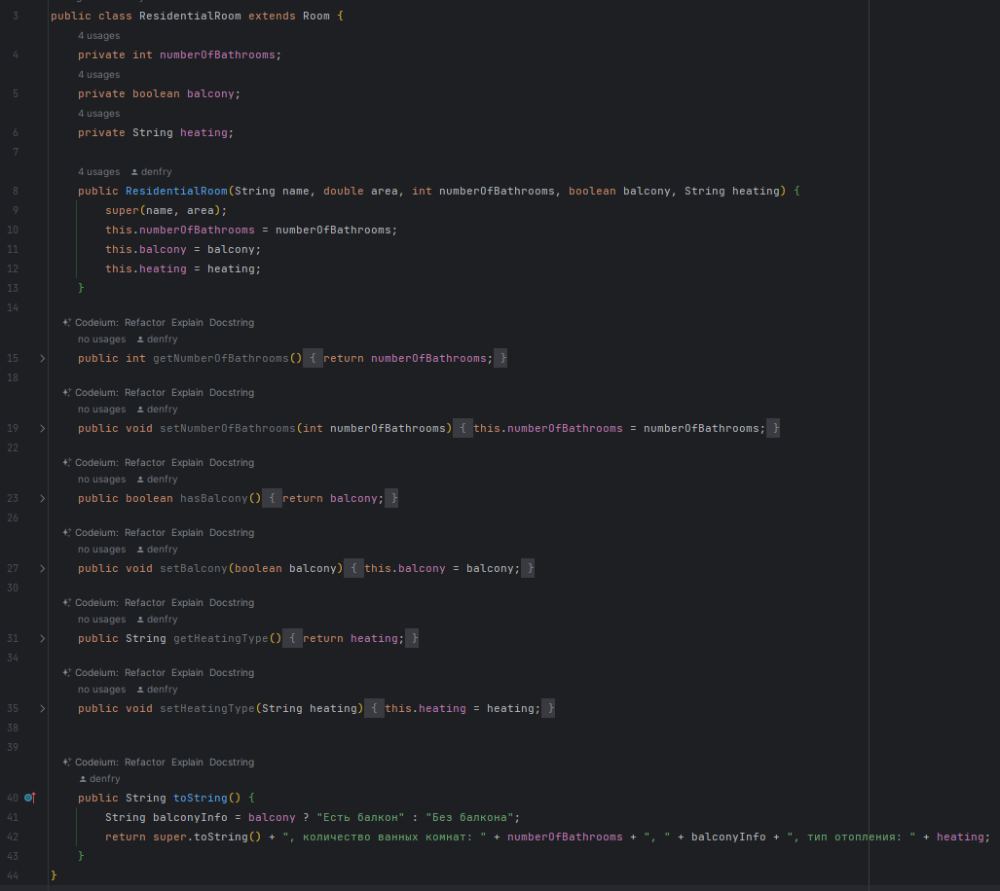 3 public class ResidentialRoom extends Room {
4 usages
4 private int numberOfBathrooms;
4 usages
5 private boolean balcony;
4 usages
6 private String heating;
7
4 usages denfry
8 public ResidentialRoom(String name, double area, int numberOfBathrooms, boolean balcony, String heating) {
9 super(name, area);
10 this.numberOfBathrooms = numberOfBathrooms;
11 this.balcony = balcony;
12 this.heating = heating;
13 }
14
Codeium: Refactor Explain Docstring
no usages denfry
15 public int getNumberOfBathrooms() { return numberOfBathrooms; }
18
Codeium: Refactor Explain Docstring
no usages denfry
19 public void setNumberOfBathrooms(int numberOfBathrooms) { this.numberOfBathrooms = numberOfBathrooms; }
22
Codeium: Refactor Explain Docstring
no usages denfry
23 public boolean hasBalcony() { return balcony; }
26
Codeium: Refactor Explain Docstring
no usages denfry
27 public void setBalcony(boolean balcony) { this.balcony = balcony; }
30
Codeium: Refactor Explain Docstring
no usages denfry
31 public String getHeatingType() { return heating; }
34
Codeium: Refactor Explain Docstring
no usages denfry
35 public void setHeatingType(String heating) { this.heating = heating; }
38
39
Codeium: Refactor Explain Docstring
denfry
40 public String toString() {
41 String balconyInfo = balcony ? "Есть балкон" : "Без балкона";
42 return super.toString() + ", количество ванных комнат: " + numberOfBathrooms + ", " + balconyInfo + ", тип отопления: " + heating;
43 }
44 }